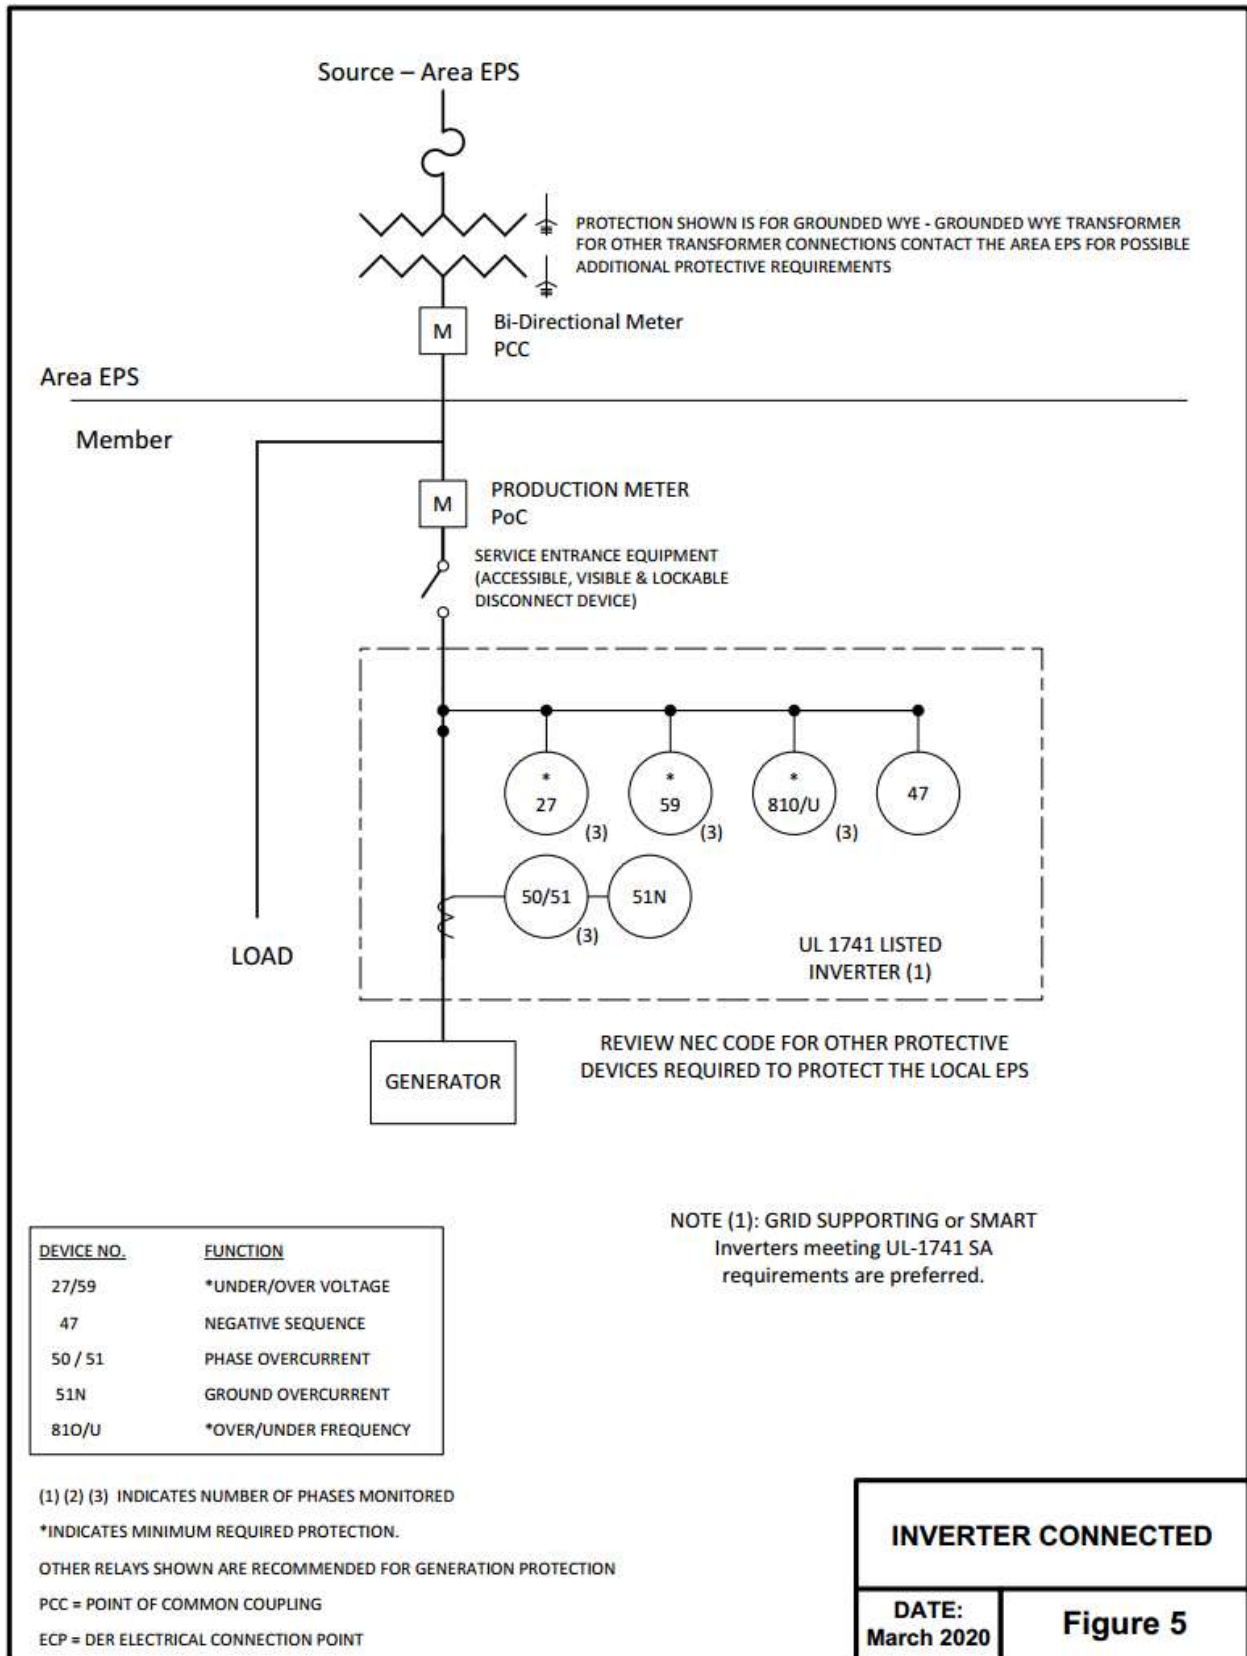 Source – Area EPS
PROTECTION SHOWN IS FOR GROUNDED WYE - GROUNDED WYE TRANSFORMER
FOR OTHER TRANSFORMER CONNECTIONS CONTACT THE AREA EPS FOR POSSIBLE
ADDITIONAL PROTECTIVE REQUIREMENTS
M
Bi-Directional Meter
PCC
Area EPS
Member
M
PRODUCTION METER
PoC
SERVICE ENTRANCE EQUIPMENT
(ACCESSIBLE, VISIBLE & LOCKABLE
DISCONNECT DEVICE)
*
27
(3)
*
59
(3)
*
81O/U
(3)
47
50/51
(3)
51N
UL 1741 LISTED
INVERTER (1)
LOAD
GENERATOR
REVIEW NEC CODE FOR OTHER PROTECTIVE
DEVICES REQUIRED TO PROTECT THE LOCAL EPS
NOTE (1): GRID SUPPORTING or SMART
Inverters meeting UL-1741 SA
requirements are preferred.
DEVICE NO. FUNCTION
27/59 *UNDER/OVER VOLTAGE
47 NEGATIVE SEQUENCE
50 / 51 PHASE OVERCURRENT
51N GROUND OVERCURRENT
81O/U *OVER/UNDER FREQUENCY
(1) (2) (3) INDICATES NUMBER OF PHASES MONITORED
*INDICATES MINIMUM REQUIRED PROTECTION.
OTHER RELAYS SHOWN ARE RECOMMENDED FOR GENERATION PROTECTION
PCC = POINT OF COMMON COUPLING
ECP = DER ELECTRICAL CONNECTION POINT
INVERTER CONNECTED
DATE:
March 2020
Figure 5